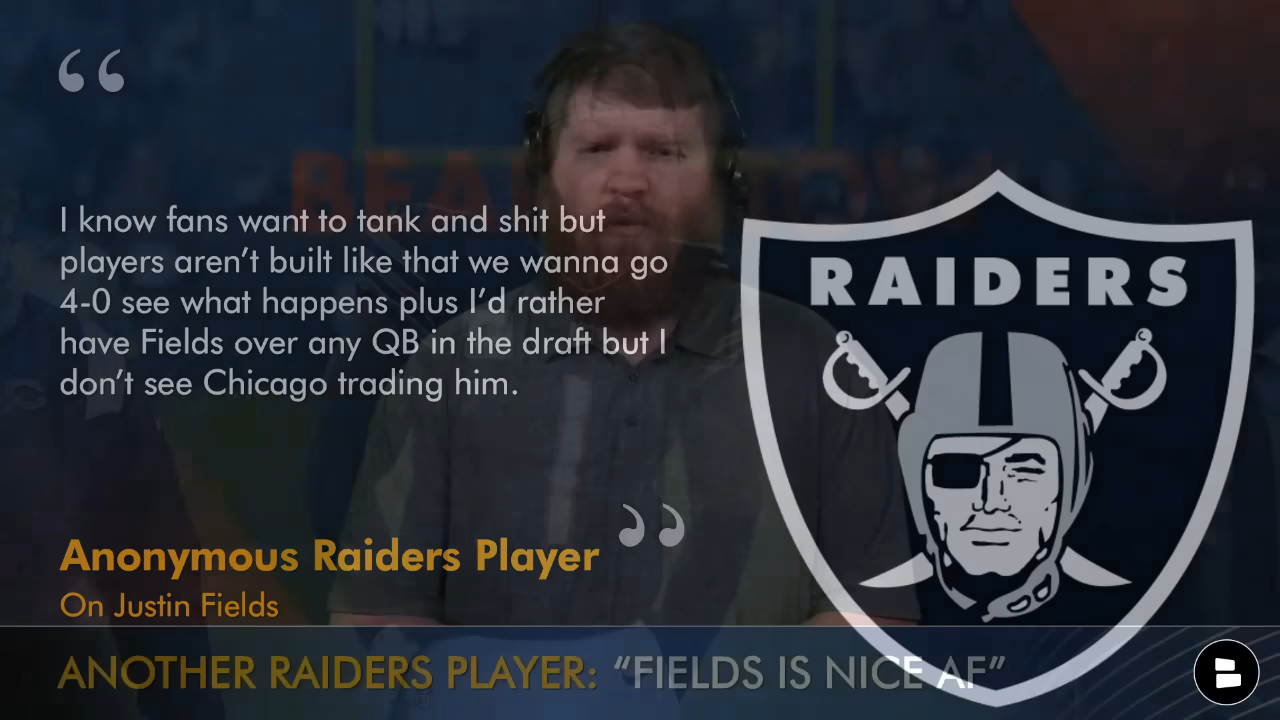 “
I know fans want to tank and shit but
players aren’t built like that we wanna go
4-0 see what happens plus I’d rather
have Fields over any QB in the draft but I
don’t see Chicago trading him.
”
Anonymous Raiders Player
On Justin Fields
RAIDERS
ANOTHER RAIDERS PLAYER: “FIELDS IS NICE AF”